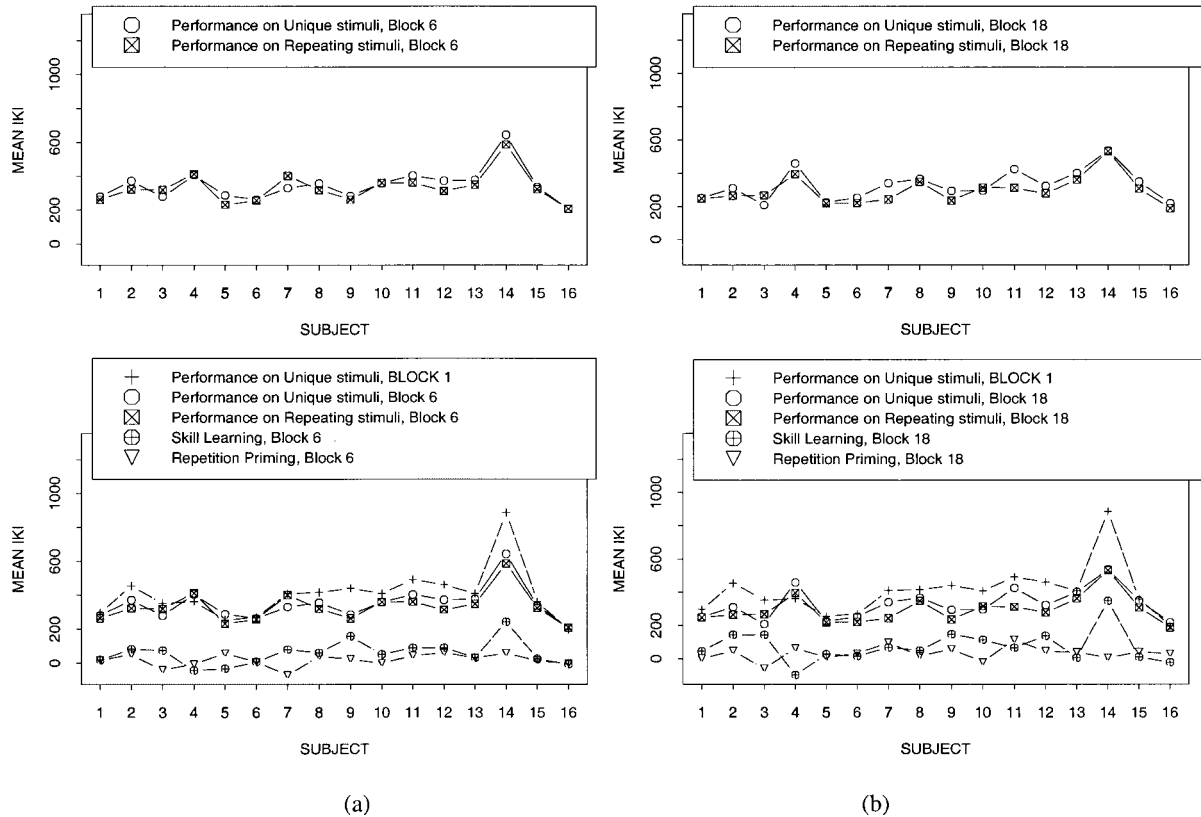 Performance on Unique stimuli, Block 6
Performance on Repeating stimuli, Block 6
MEAN IKI
0 200 600 1000
1 2 3 4 5 6 7 8 9 10 11 12 13 14 15 16
SUBJECT
Performance on Unique stimuli, Block 18
Performance on Repeating stimuli, Block 18
MEAN IKI
0 200 600 1000
1 2 3 4 5 6 7 8 9 10 11 12 13 14 15 16
SUBJECT
Performance on Unique stimuli, BLOCK 1
Performance on Unique stimuli, Block 6
Performance on Repeating stimuli, Block 6
Skill Learning, Block 6
Repetition Priming, Block 6
MEAN IKI
0 200 600 1000
1 2 3 4 5 6 7 8 9 10 11 12 13 14 15 16
SUBJECT
Performance on Unique stimuli, BLOCK 1
Performance on Unique stimuli, Block 18
Performance on Repeating stimuli, Block 18
Skill Learning, Block 18
Repetition Priming, Block 18
MEAN IKI
0 200 600 1000
1 2 3 4 5 6 7 8 9 10 11 12 13 14 15 16
SUBJECT
(a)
(b)